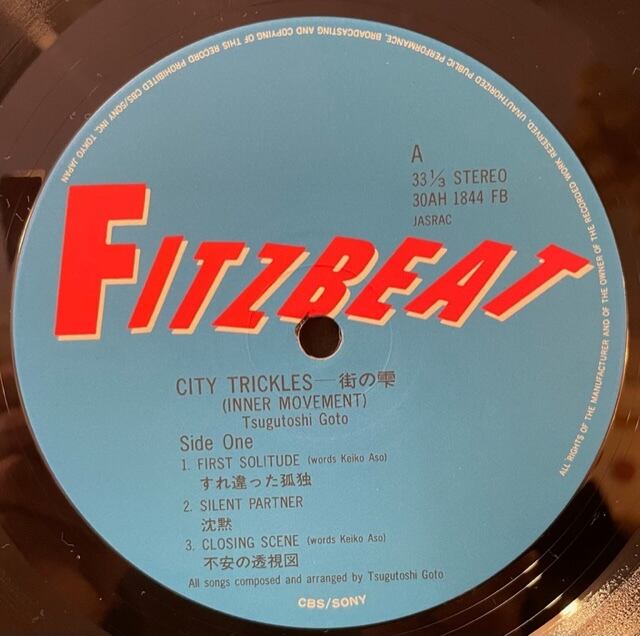 ALL RIGHTS OF THE MANUFACTURER AND OF THE OWNER OF THE RECORDED WORK RESERVED. UNAUTHORIZED PUBLIC PERFORMANCE, BROADCASTING AND COPYING OF THIS RECORD PROHIBITED CBS/SONY INC. TOKYO JAPAN
A
33 1/3 STEREO
30AH 1844 FB
JASRAC
FITZBEAT
CITY TRICKLES—街の雫
(INNER MOVEMENT)
Tsugutoshi Goto
Side One
1. FIRST SOLITUDE (words Keiko Aso)
すれ違った孤独
2. SILENT PARTNER
沈黙
3. CLOSING SCENE (words Keiko Aso)
不安の透視図
All songs composed and arranged by Tsugutoshi Goto
CBS/SONY